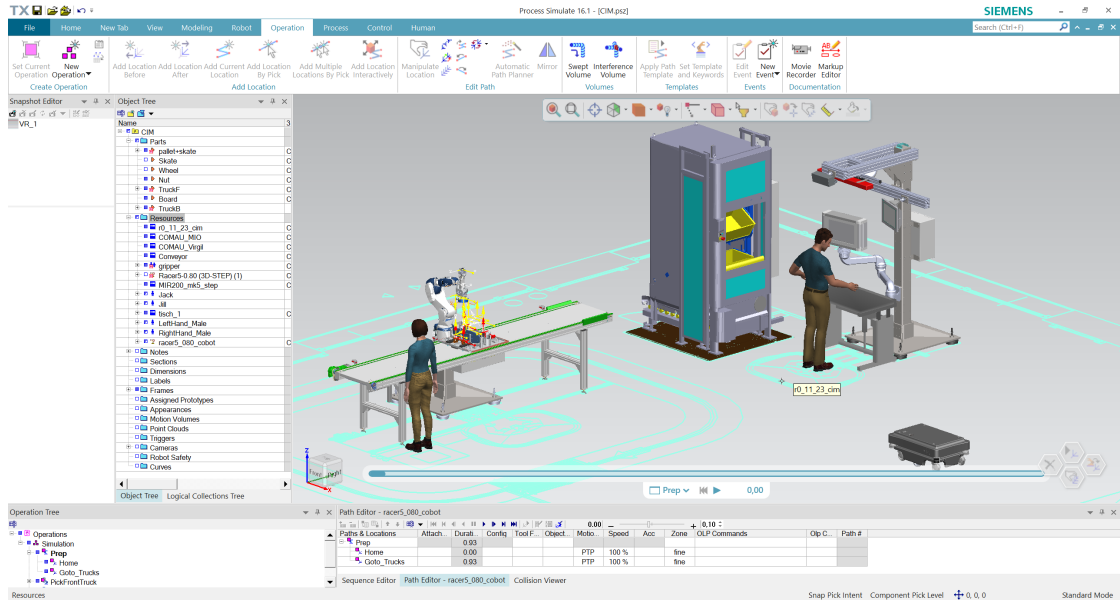 TX
Process Simulate 16.1 - [CIM.psz]
SIEMENS
File Home New Tab View Modeling Robot Operation Process Control Human
Search (Ctrl+F)
Set Current Operation
New Operation
Create Operation
Add Location Before
Add Location After
Add Current Location
Add Location By Pick
Add Multiple Locations By Pick
Add Location Interactively
Add Location
Manipulate Location
Automatic Path Planner
Mirror
Edit Path
Swept Volume
Interference Volume
Volumes
Apply Path Template
Set Template and Keywords
Templates
Edit Event
New Event
Events
Movie Recorder
Markup Editor
Documentation
Snapshot Editor
VR_1
Object Tree
Name 3
CIM
Parts
pallet+skate C
Skate C
Wheel C
Nut C
TruckF C
Board C
TruckB C
Resources
r0_11_23_cim C
COMAU_MIO C
COMAU_Virgil C
Conveyor C
gripper C
Racer5-0.80 (3D-STEP) (1) C
MIR200_mk5_step C
Jack
Jill
tisch_1 C
LeftHand_Male
RightHand_Male
racer5_080_cobot C
Notes
Sections
Dimensions
Labels
Frames
Assigned Prototypes
Appearances
Motion Volumes
Point Clouds
Triggers
Cameras
Robot Safety
Curves
Object Tree Logical Collections Tree
r0_11_23_cim
Z
X
Front Right
Prep 0,00
Operation Tree
Operations
Simulation
Prep
Home
Goto_Trucks
PickFrontTruck
Path Editor - racer5_080_cobot
0.00 0,10
Paths & Locations Attach... Durati... Config Tool F... Object... Motio... Speed Acc Zone OLP Commands Olp C... Path #
Prep 0.93
Home 0.00 PTP 100 % fine
Goto_Trucks 0.93 PTP 100 % fine
Sequence Editor Path Editor - racer5_080_cobot Collision Viewer
Resources
Snap Pick Intent Component Pick Level 0, 0, 0 Standard Mode